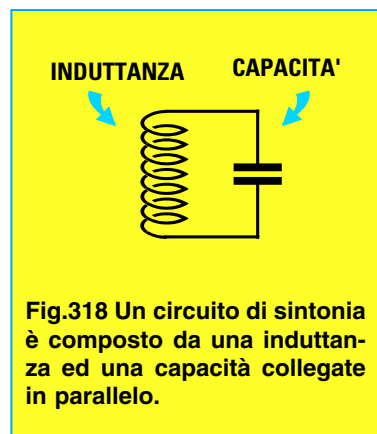 INDUTTANZA CAPACITA'
Fig.318 Un circuito di sintonia
è composto da una induttan-
za ed una capacità collegate
in parallelo.